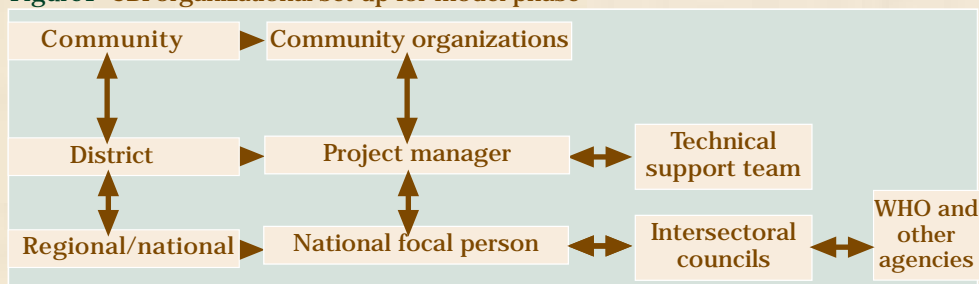 Community
Community organizations
District
Project manager
Technical
support team
Regional/national
National focal person
Intersectoral
councils
WHO and
other
agencies